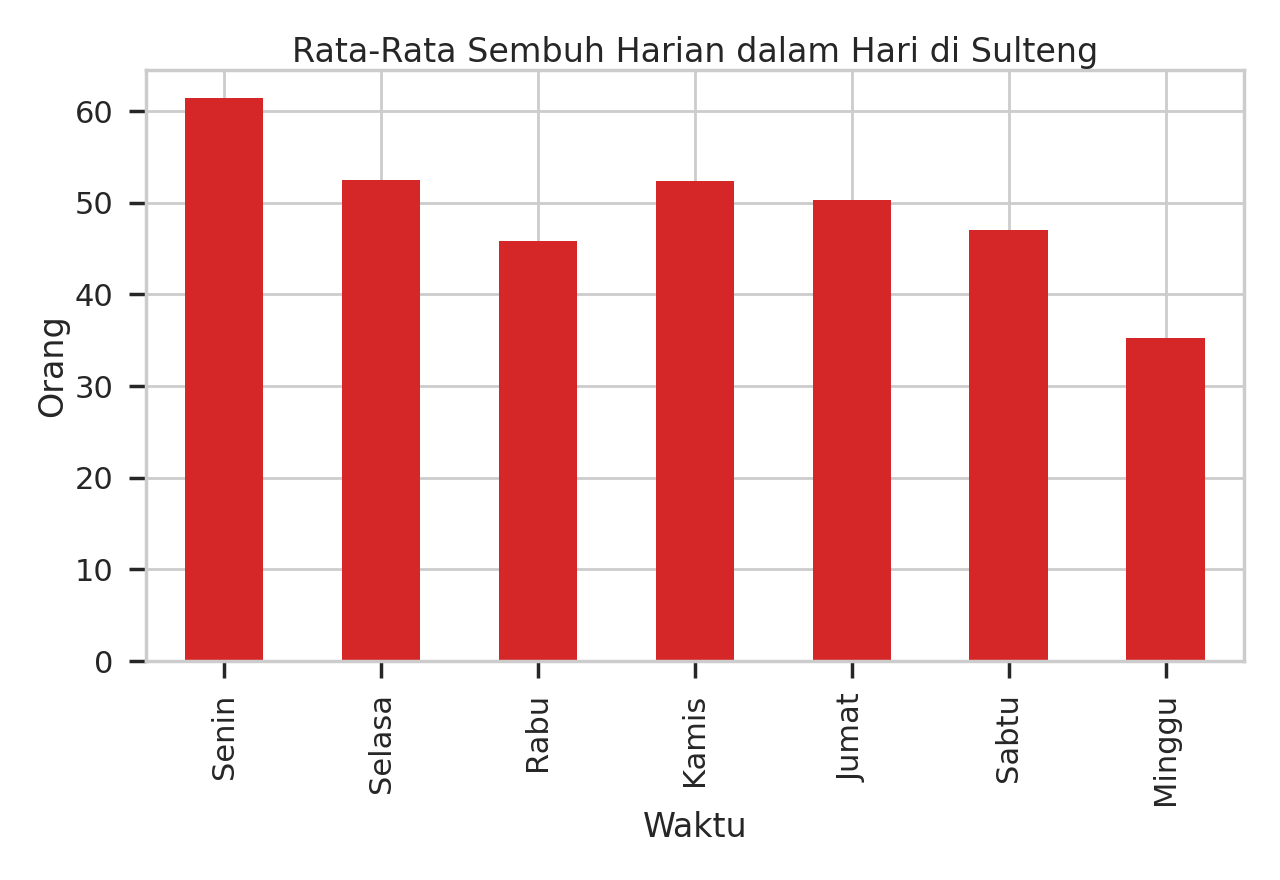 Rata-Rata Sembuh Harian dalam Hari di Sulteng
60
50
40
30
20
10
0
Orang
Senin
Selasa
Rabu
Kamis
Jumat
Sabtu
Minggu
Waktu